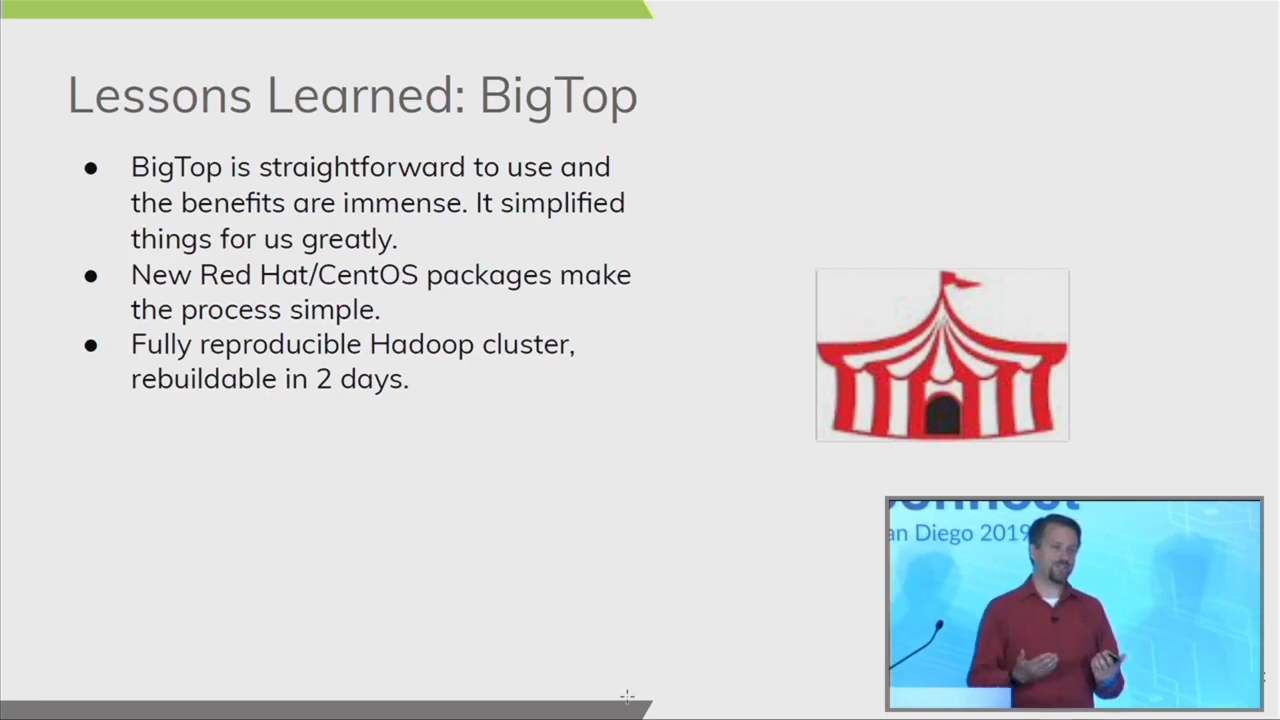 Lessons Learned: BigTop
● BigTop is straightforward to use and
the benefits are immense. It simplified
things for us greatly.
● New Red Hat/CentOS packages make
the process simple.
● Fully reproducible Hadoop cluster,
rebuildable in 2 days.
an Diego 2019